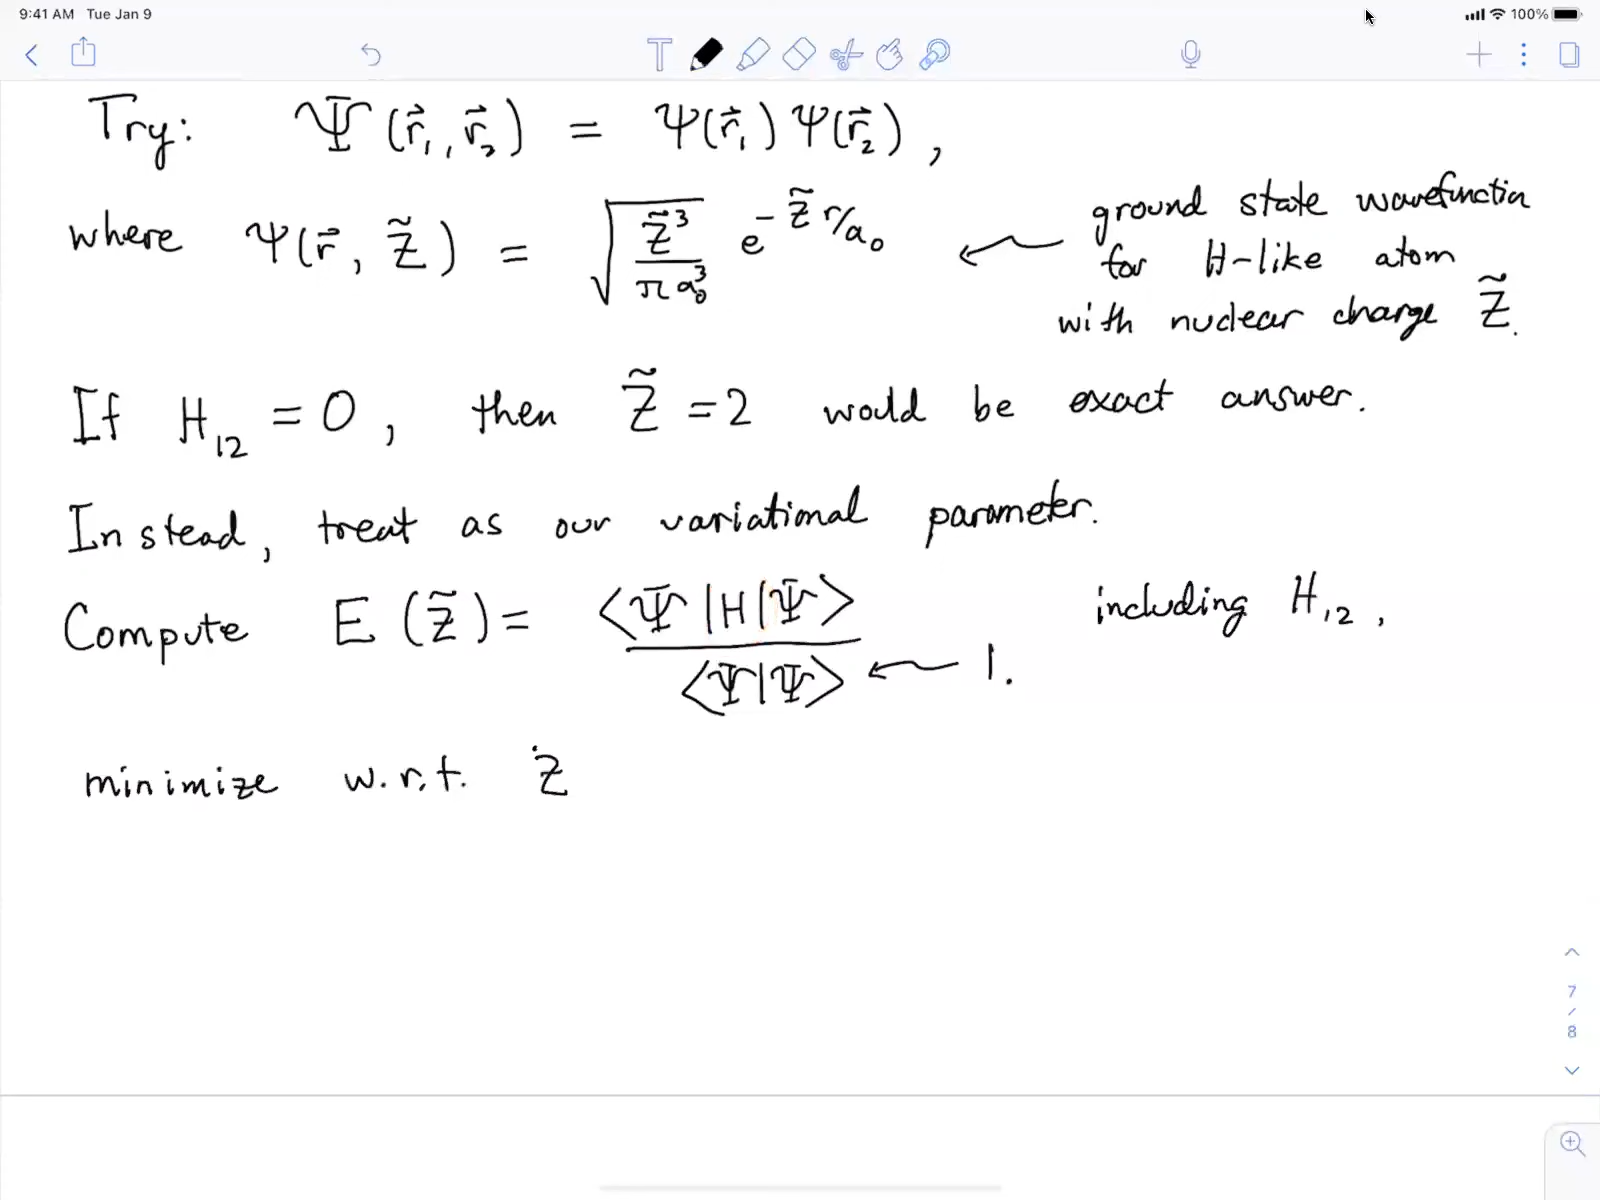 9:41 AM Tue Jan 9 100%
T
Try: Ψ(r⃗₁, r⃗₂) = ψ(r⃗₁) ψ(r⃗₂),
where ψ(r⃗, Z̃) = √(Z̃³/(π a₀³)) e^(-Z̃ r/a₀) ← ground state wavefunction
for H-like atom
with nuclear charge Z̃.
If H₁₂ = 0, then Z̃ = 2 would be exact answer.
Instead, treat as our variational parameter.
Compute E(Z̃) = <Ψ|H|Ψ> / <Ψ|Ψ> ← 1. including H₁₂,
minimize w.r.t. Z
7
/
8